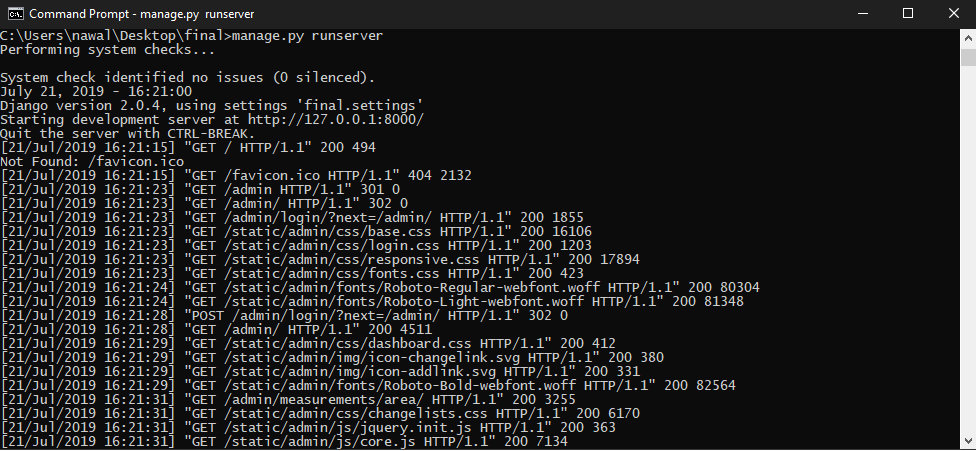 Command Prompt - manage.py runserver
C:\Users\nawal\Desktop\final>manage.py runserver
Performing system checks...
System check identified no issues (0 silenced).
July 21, 2019 - 16:21:00
Django version 2.0.4, using settings 'final.settings'
Starting development server at http://127.0.0.1:8000/
Quit the server with CTRL-BREAK.
[21/Jul/2019 16:21:15] "GET / HTTP/1.1" 200 494
Not Found: /favicon.ico
[21/Jul/2019 16:21:15] "GET /favicon.ico HTTP/1.1" 404 2132
[21/Jul/2019 16:21:23] "GET /admin HTTP/1.1" 301 0
[21/Jul/2019 16:21:23] "GET /admin/ HTTP/1.1" 302 0
[21/Jul/2019 16:21:23] "GET /admin/login/?next=/admin/ HTTP/1.1" 200 1855
[21/Jul/2019 16:21:23] "GET /static/admin/css/base.css HTTP/1.1" 200 16106
[21/Jul/2019 16:21:23] "GET /static/admin/css/login.css HTTP/1.1" 200 1203
[21/Jul/2019 16:21:23] "GET /static/admin/css/responsive.css HTTP/1.1" 200 17894
[21/Jul/2019 16:21:23] "GET /static/admin/css/fonts.css HTTP/1.1" 200 423
[21/Jul/2019 16:21:24] "GET /static/admin/fonts/Roboto-Regular-webfont.woff HTTP/1.1" 200 80304
[21/Jul/2019 16:21:24] "GET /static/admin/fonts/Roboto-Light-webfont.woff HTTP/1.1" 200 81348
[21/Jul/2019 16:21:28] "POST /admin/login/?next=/admin/ HTTP/1.1" 302 0
[21/Jul/2019 16:21:28] "GET /admin/ HTTP/1.1" 200 4511
[21/Jul/2019 16:21:29] "GET /static/admin/css/dashboard.css HTTP/1.1" 200 412
[21/Jul/2019 16:21:29] "GET /static/admin/img/icon-changelink.svg HTTP/1.1" 200 380
[21/Jul/2019 16:21:29] "GET /static/admin/img/icon-addlink.svg HTTP/1.1" 200 331
[21/Jul/2019 16:21:29] "GET /static/admin/fonts/Roboto-Bold-webfont.woff HTTP/1.1" 200 82564
[21/Jul/2019 16:21:31] "GET /admin/measurements/area/ HTTP/1.1" 200 3255
[21/Jul/2019 16:21:31] "GET /static/admin/css/changelists.css HTTP/1.1" 200 6170
[21/Jul/2019 16:21:31] "GET /static/admin/js/jquery.init.js HTTP/1.1" 200 363
[21/Jul/2019 16:21:31] "GET /static/admin/js/core.js HTTP/1.1" 200 7134